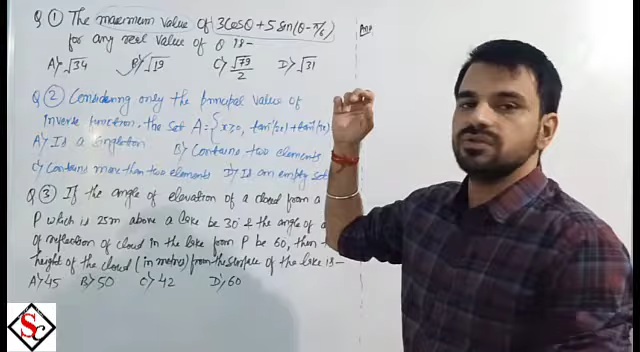 Q ① The maximum value of 3Cosθ + 5 sin(θ - π/6)
for any real value of θ is -
A) √34 B) √19 C) √79/2 D) √31
Q ② Considering only the principal value of
inverse function, the set A = {x≥0, tan⁻¹(2x) + tan⁻¹(3x)
A) Is a singleton B) Contains two elements
C) Contains more than two elements D) Is an empty set
Q ③ If the angle of elevation of a cloud from a
P which is 25m above a lake be 30° & the angle of
of reflection of cloud in the lake from P be 60, then
height of the cloud (in metres) from the surface of the lake is -
A) 45 B) 50 C) 42 D) 60
SC